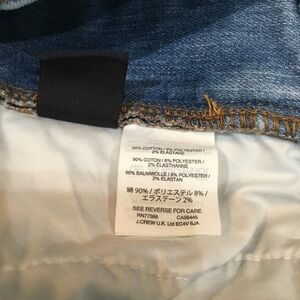 90% COTTON / 8% POLYESTER /
2% ELASTANE
90% COTON / 8% POLYESTER /
2% ELASTHANNE
90% BAUMWOLLE / 8% POLYESTER /
2% ELASTAN
綿 90% / ポリエステル 8% /
エラステーン 2%
SEE REVERSE FOR CARE
RN77388 CA56445
J.CREW U.K. Ltd EC4V 6JA